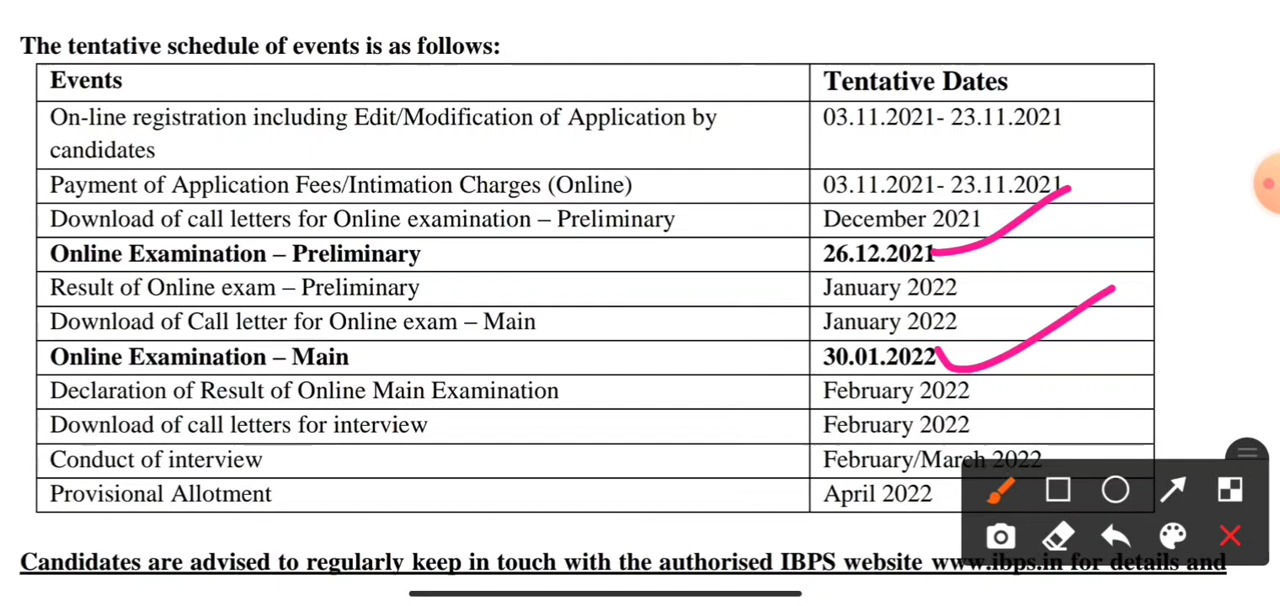 The tentative schedule of events is as follows:
Events Tentative Dates
On-line registration including Edit/Modification of Application by 03.11.2021- 23.11.2021
candidates
Payment of Application Fees/Intimation Charges (Online) 03.11.2021- 23.11.2021
Download of call letters for Online examination – Preliminary December 2021
Online Examination – Preliminary 26.12.2021
Result of Online exam – Preliminary January 2022
Download of Call letter for Online exam – Main January 2022
Online Examination – Main 30.01.2022
Declaration of Result of Online Main Examination February 2022
Download of call letters for interview February 2022
Conduct of interview February/March 2022
Provisional Allotment April 2022
Candidates are advised to regularly keep in touch with the authorised IBPS website www.ibps.in for details and